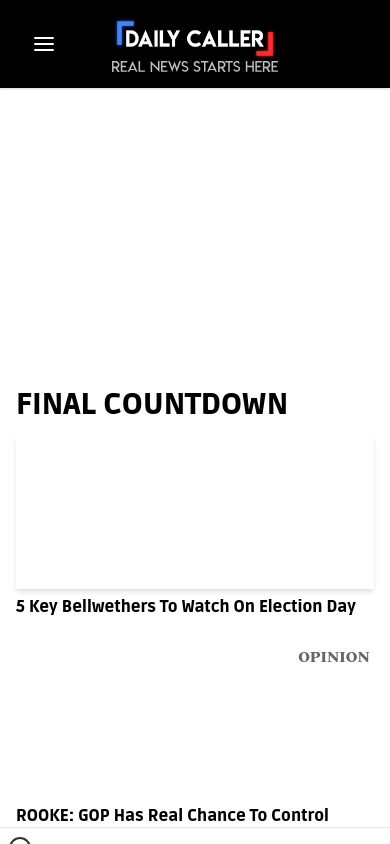 DAILY CALLER
REAL NEWS STARTS HERE
FINAL COUNTDOWN
5 Key Bellwethers To Watch On Election Day
OPINION
ROOKE: GOP Has Real Chance To Control